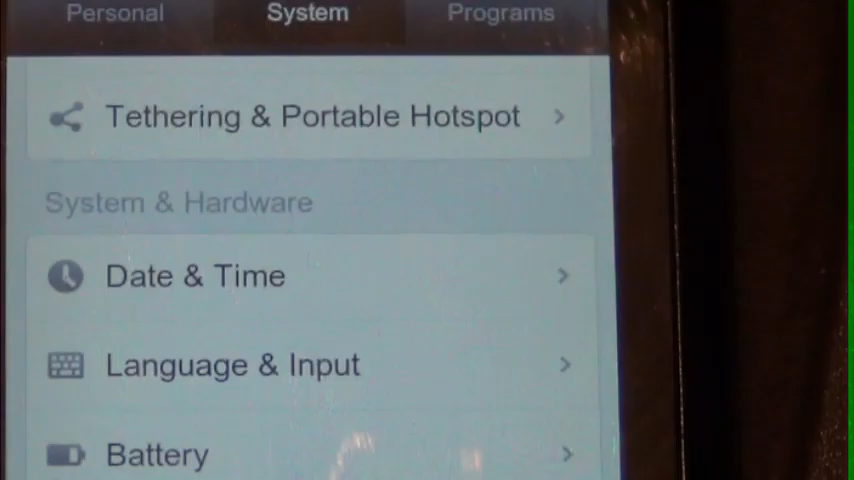 Personal System Programs
Tethering & Portable Hotspot
System & Hardware
Date & Time
Language & Input
Battery